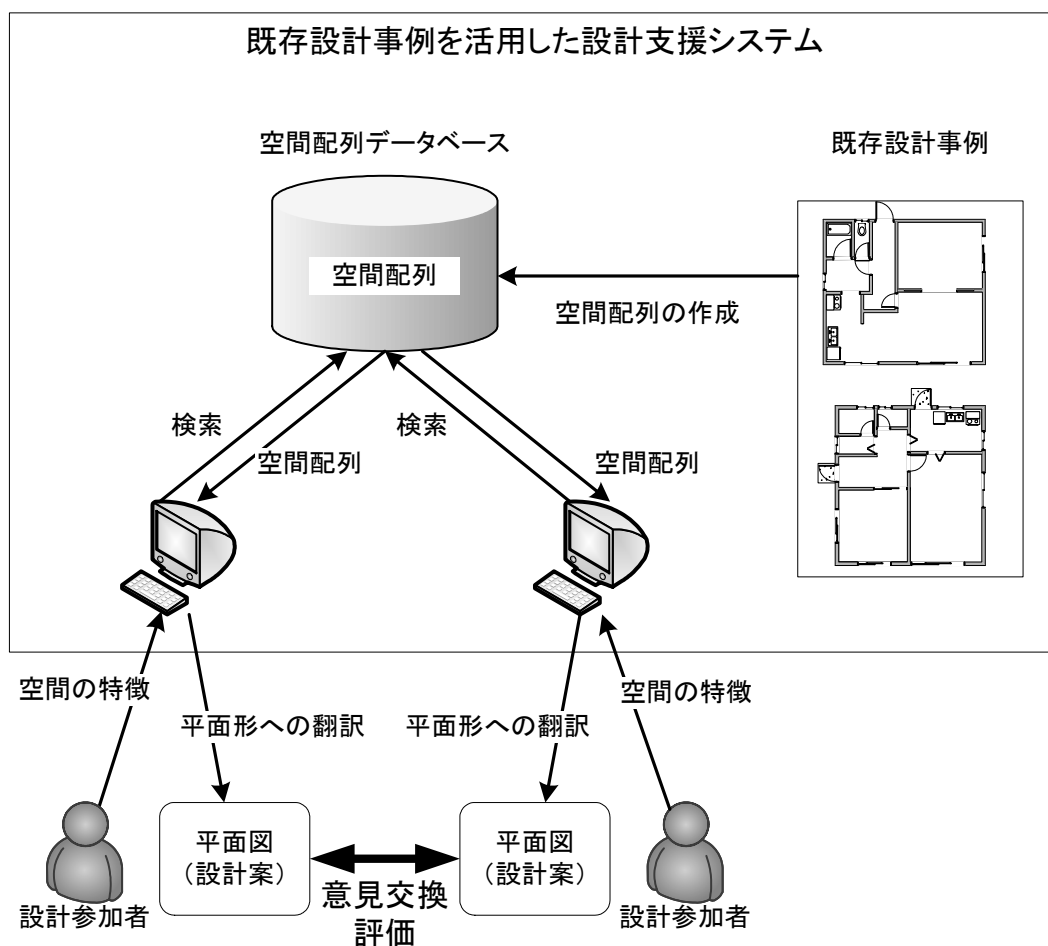 既存設計事例を活用した設計支援システム
空間配列データベース
既存設計事例
空間配列
空間配列の作成
検索
検索
空間配列
空間配列
空間の特徴
空間の特徴
平面形への翻訳
平面形への翻訳
平面図
(設計案)
平面図
(設計案)
意見交換
評価
設計参加者
設計参加者